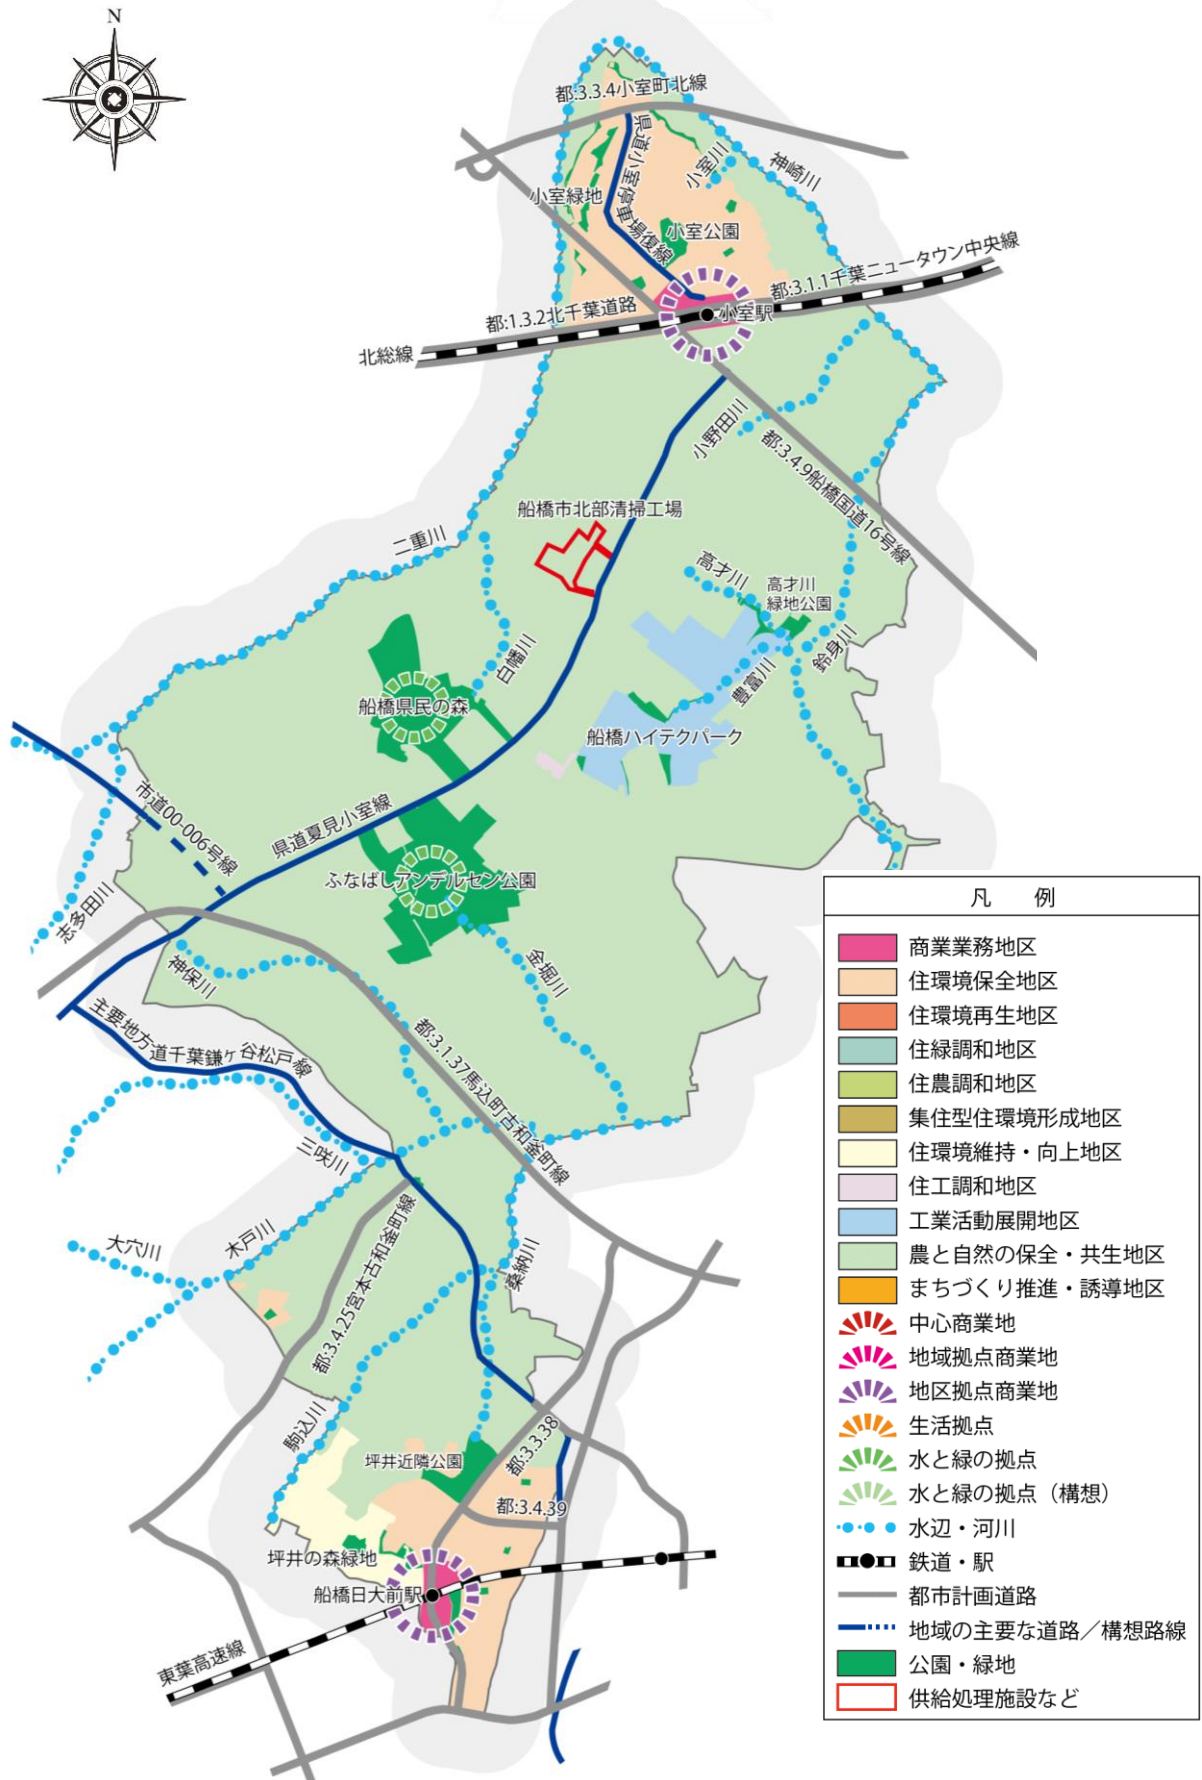 N
都:3.3.4小室町北線
県道小室停車場復線
小室川
神崎川
小室緑地
小室公園
都:3.1.1千葉ニュータウン中央線
都:1.3.2北千葉道路
小室駅
北総線
小野田川
都:3.4.9船橋国道16号線
船橋市北部清掃工場
二重川
高才川
高才川
緑地公園
白幡川
鈴身川
豊富川
船橋県民の森
船橋ハイテクパーク
市道00-006号線
県道夏見小室線
ふなばしアンデルセン公園
志多田川
神保川
金堀川
主要地方道千葉鎌ヶ谷松戸線
都:3.1.37馬込町古和釜町線
三咲川
木戸川
大穴川
桑納川
都:3.4.25宮本古和釜町線
駒込川
坪井近隣公園
都:3.3.38
都:3.4.39
坪井の森緑地
船橋日大前駅
東葉高速線
凡 例
商業業務地区
住環境保全地区
住環境再生地区
住緑調和地区
住農調和地区
集住型住環境形成地区
住環境維持・向上地区
住工調和地区
工業活動展開地区
農と自然の保全・共生地区
まちづくり推進・誘導地区
中心商業地
地域拠点商業地
地区拠点商業地
生活拠点
水と緑の拠点
水と緑の拠点（構想）
水辺・河川
鉄道・駅
都市計画道路
地域の主要な道路／構想路線
公園・緑地
供給処理施設など